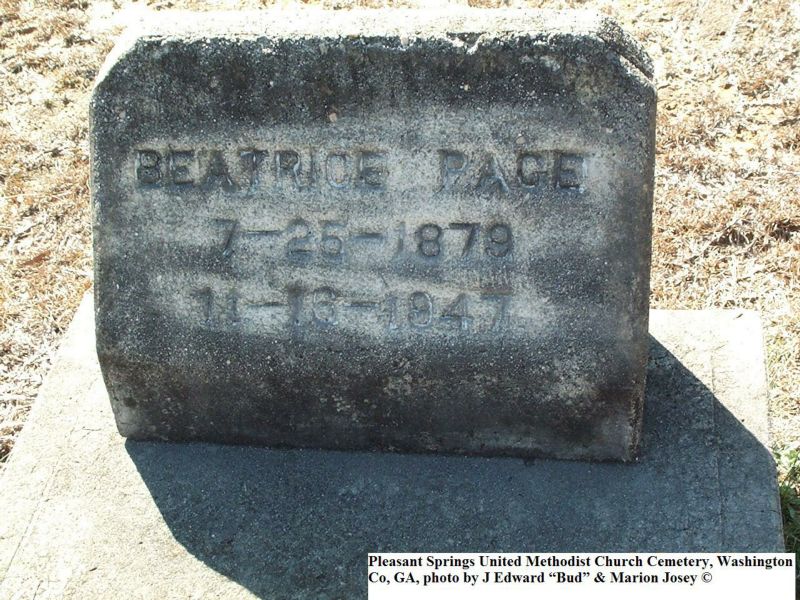 BEATRICE PAGE
7-25-1879
11-16-1947
Pleasant Springs United Methodist Church Cemetery, Washington
Co, GA, photo by J Edward “Bud” & Marion Josey ©